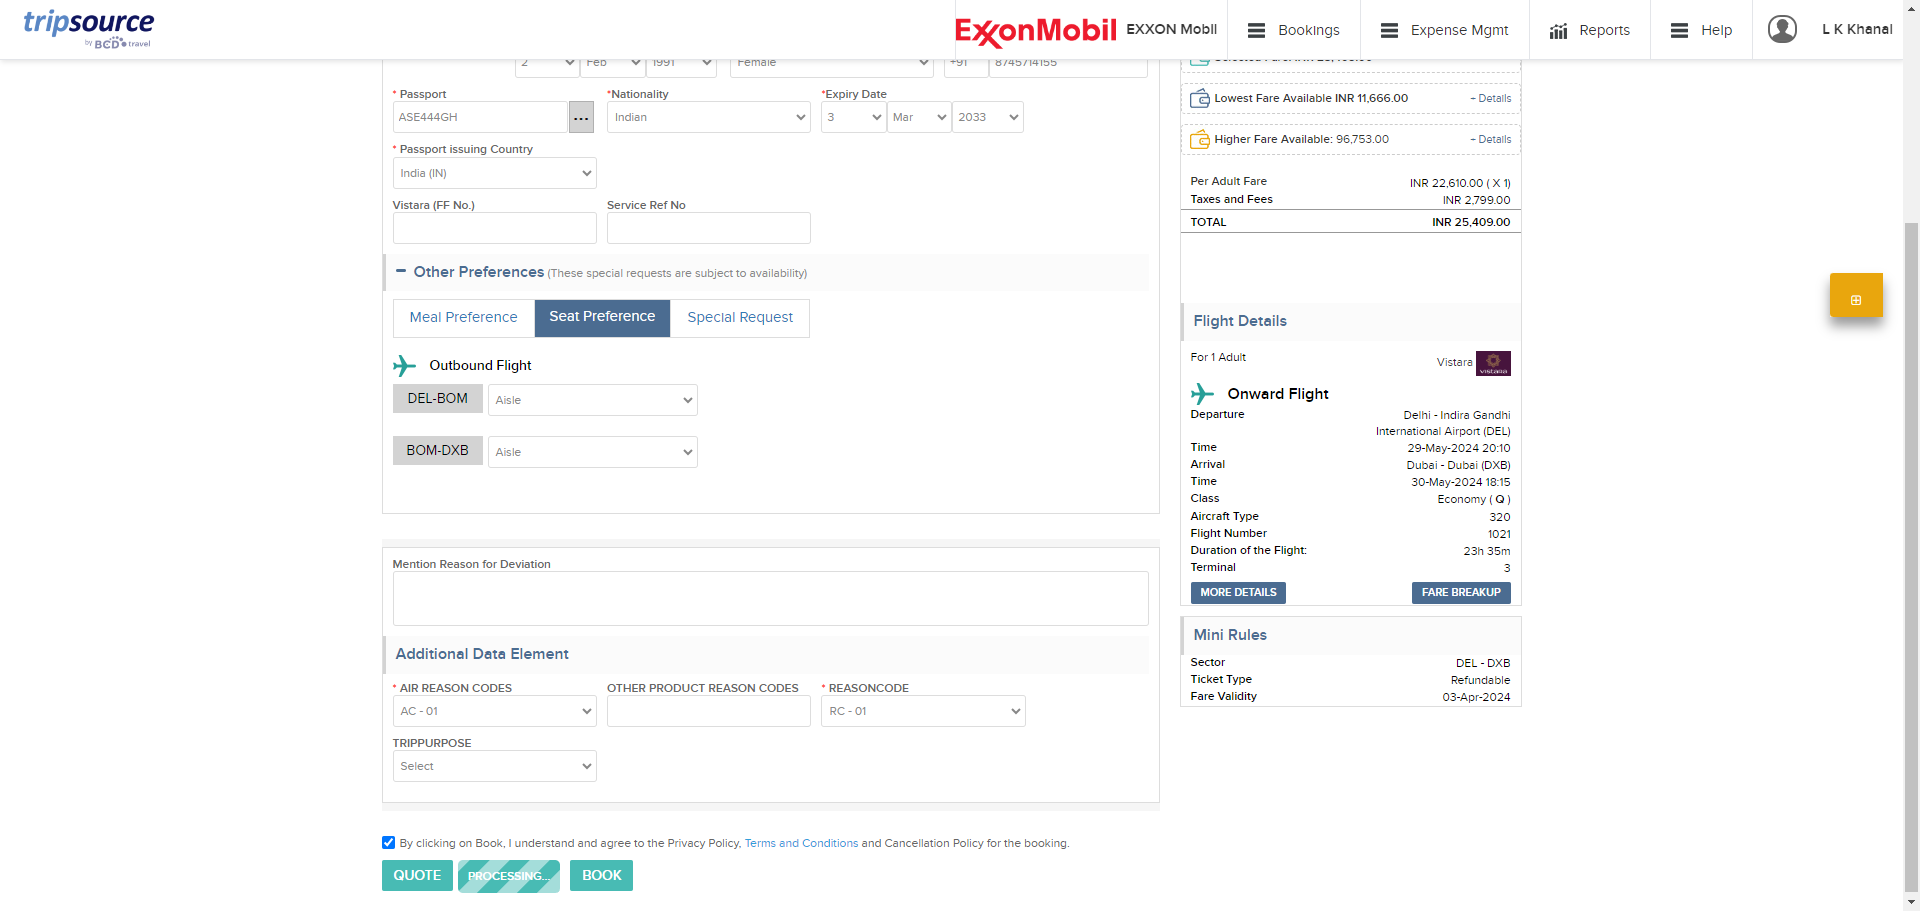 tripsource
by BCD travel
ExxonMobil EXXON Mobil
Bookings
Expense Mgmt
Reports
Help
L K Khanal
2 Feb 1991 Female +91 8745714155
* Passport *Nationality *Expiry Date
ASE444GH ... Indian 3 Mar 2033
* Passport issuing Country
India (IN)
Vistara (FF No.) Service Ref No
Other Preferences (These special requests are subject to availability)
Meal Preference Seat Preference Special Request
Outbound Flight
DEL-BOM Aisle
BOM-DXB Aisle
Mention Reason for Deviation
Additional Data Element
* AIR REASON CODES OTHER PRODUCT REASON CODES * REASONCODE
AC - 01 RC - 01
TRIPPURPOSE
Select
By clicking on Book, I understand and agree to the Privacy Policy, Terms and Conditions and Cancellation Policy for the booking.
QUOTE PROCESSING... BOOK
Lowest Fare Available INR 11,666.00 + Details
Higher Fare Available: 96,753.00 + Details
Per Adult Fare INR 22,610.00 ( X 1)
Taxes and Fees INR 2,799.00
TOTAL INR 25,409.00
Flight Details
For 1 Adult Vistara VISTARA
Onward Flight
Departure Delhi - Indira Gandhi
International Airport (DEL)
Time 29-May-2024 20:10
Arrival Dubai - Dubai (DXB)
Time 30-May-2024 18:15
Class Economy ( Q )
Aircraft Type 320
Flight Number 1021
Duration of the Flight: 23h 35m
Terminal 3
MORE DETAILS FARE BREAKUP
Mini Rules
Sector DEL - DXB
Ticket Type Refundable
Fare Validity 03-Apr-2024